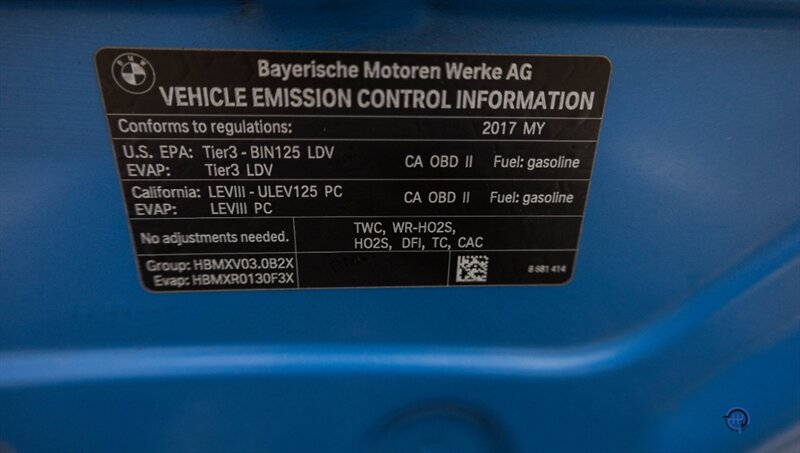 BMW
Bayerische Motoren Werke AG
VEHICLE EMISSION CONTROL INFORMATION
Conforms to regulations: 2017 MY
U.S. EPA: Tier3 - BIN125 LDV CA OBD II Fuel: gasoline
EVAP: Tier3 LDV
California: LEVIII - ULEV125 PC CA OBD II Fuel: gasoline
EVAP: LEVIII PC
No adjustments needed.
TWC, WR-HO2S,
HO2S, DFI, TC, CAC
Group: HBMXV03.0B2X
Evap: HBMXR0130F3X
8 681 414